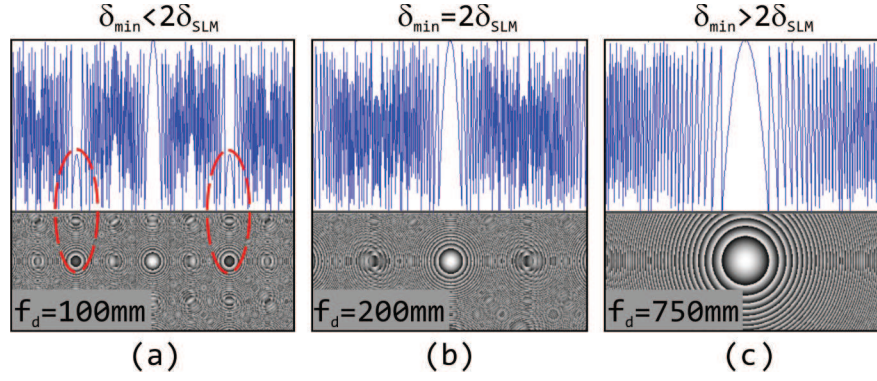 δmin<2δSLM
δmin=2δSLM
δmin>2δSLM
fd=100mm
fd=200mm
fd=750mm
(a)
(b)
(c)